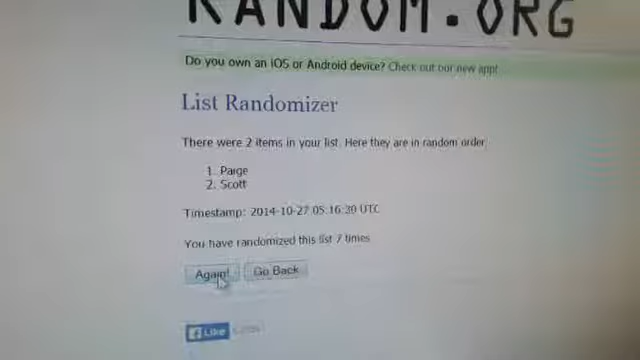 RANDOM.ORG
Do you own an iOS or Android device? Check out our new app!
List Randomizer
There were 2 items in your list. Here they are in random order:
1. Parge
2. Scott
Timestamp: 2014-10-27 05:16:30 UTC
You have randomized this list 7 times
Again! Go Back
Like